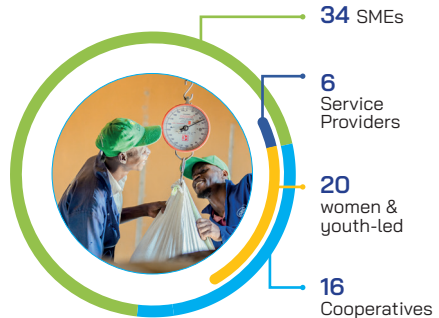 34 SMEs
6
Service
Providers
20
women &
youth-led
16
Cooperatives